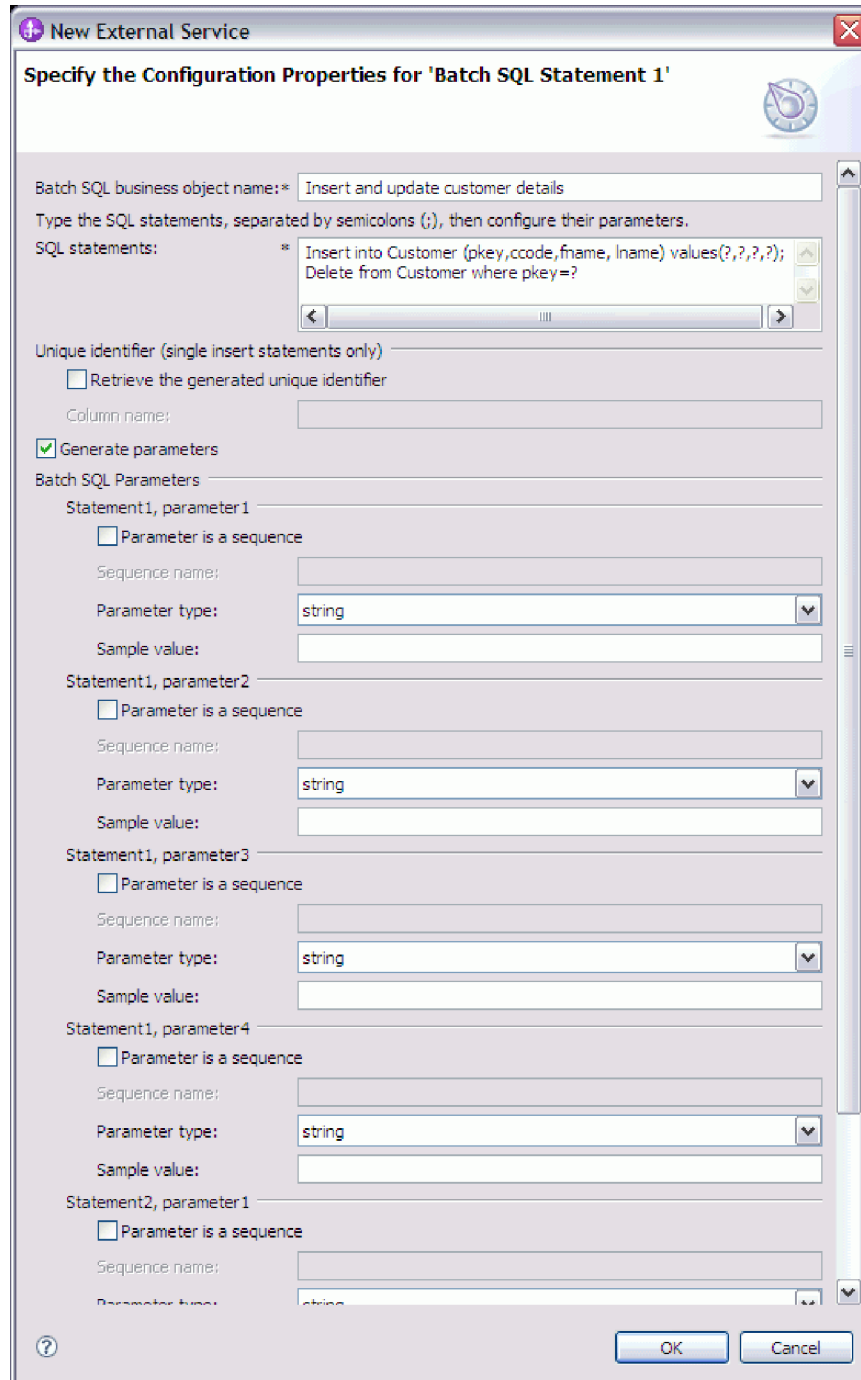 New External Service
Specify the Configuration Properties for 'Batch SQL Statement 1'
Batch SQL business object name:* Insert and update customer details
Type the SQL statements, separated by semicolons (;), then configure their parameters.
SQL statements: * Insert into Customer (pkey,ccode,fname, lname) values(?,?,?,?);
Delete from Customer where pkey=?
Unique identifier (single insert statements only)
Retrieve the generated unique identifier
Column name:
Generate parameters
Batch SQL Parameters
Statement1, parameter1
Parameter is a sequence
Sequence name:
Parameter type: string
Sample value:
Statement1, parameter2
Parameter is a sequence
Sequence name:
Parameter type: string
Sample value:
Statement1, parameter3
Parameter is a sequence
Sequence name:
Parameter type: string
Sample value:
Statement1, parameter4
Parameter is a sequence
Sequence name:
Parameter type: string
Sample value:
Statement2, parameter1
Parameter is a sequence
Sequence name:
Parameter type: string
? OK Cancel